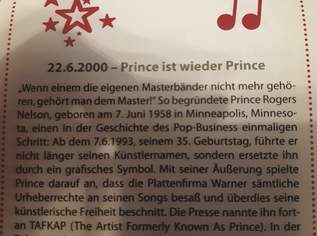 22.6.2000 – Prince ist wieder Prince
„Wenn einem die eigenen Masterbänder nicht mehr gehö-
ren, gehört man dem Master!“ So begründete Prince Rogers
Nelson, geboren am 7. Juni 1958 in Minneapolis, Minneso-
ta, einen in der Geschichte des Pop-Business einmaligen
Schritt: Ab dem 7.6.1993, seinem 35. Geburtstag, führte er
nicht länger seinen Künstlernamen, sondern ersetzte ihn
durch ein grafisches Symbol. Mit seiner Äußerung spielte
Prince darauf an, dass die Plattenfirma Warner sämtliche
Urheberrechte an seinen Songs besaß und überdies seine
künstlerische Freiheit beschnitt. Die Presse nannte ihn fort-
an TAFKAP (The Artist Formerly Known As Prince). In der